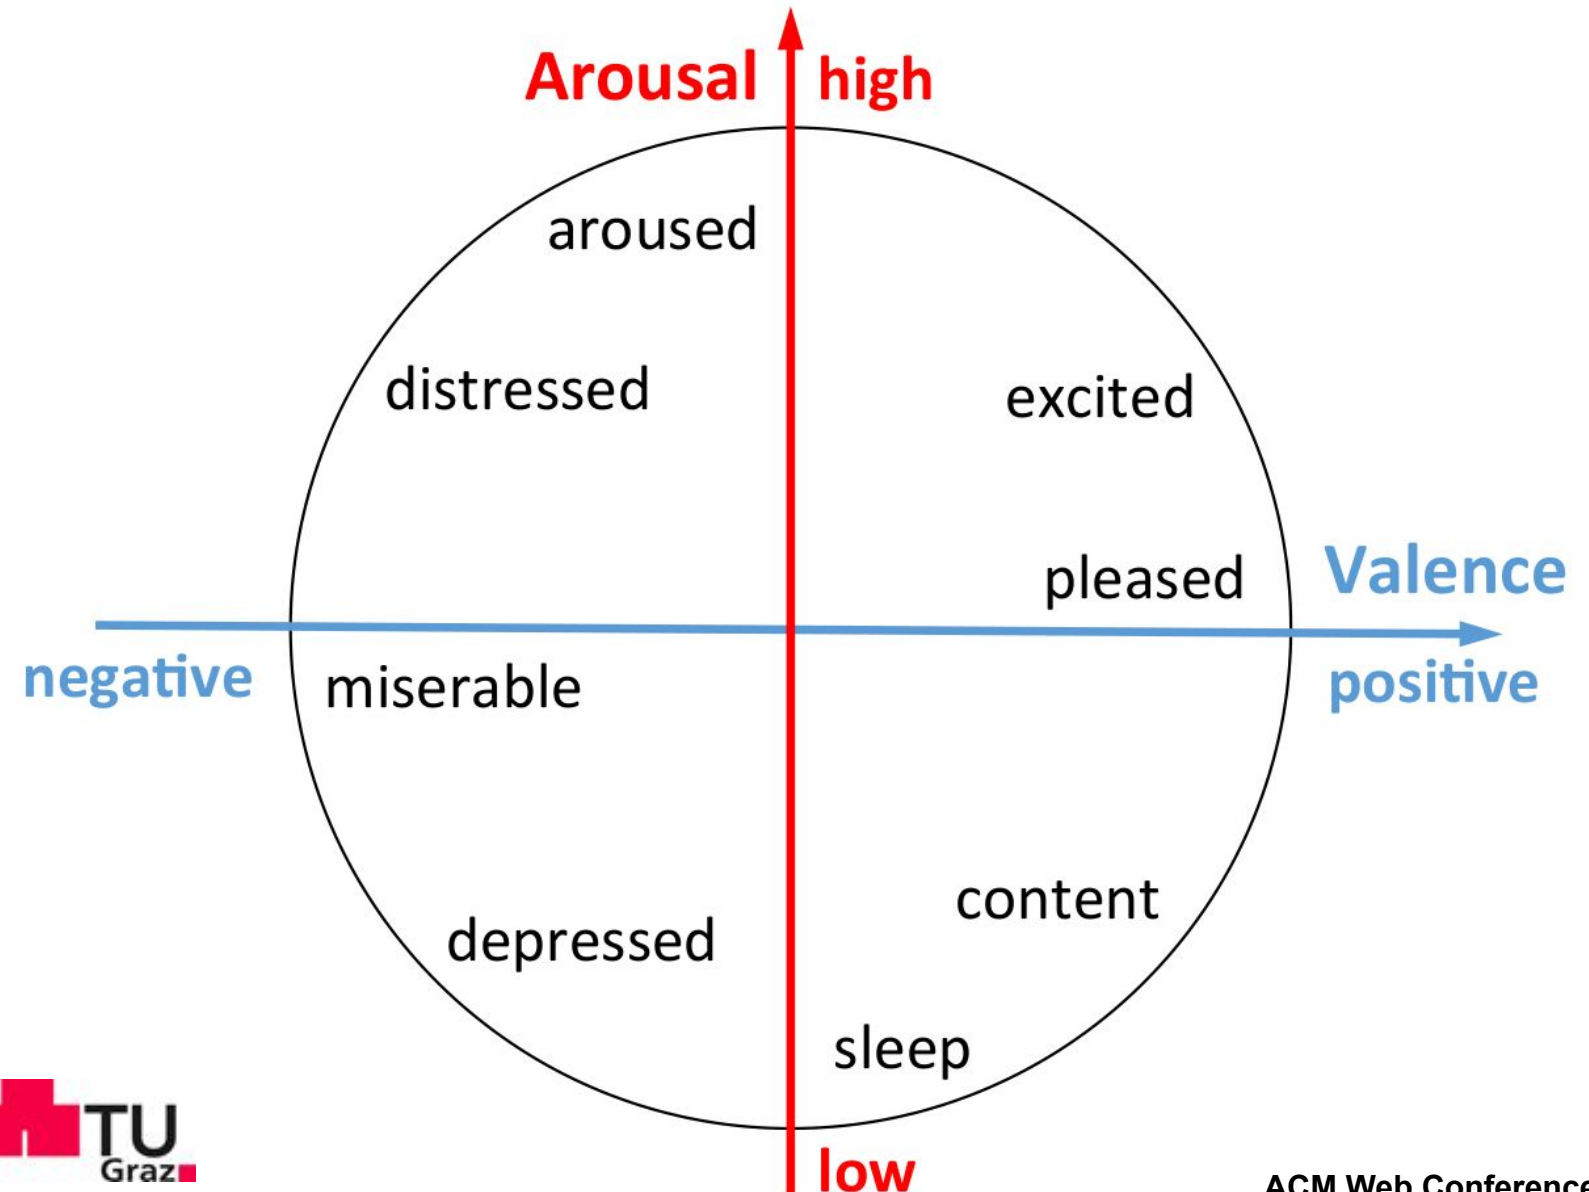 Arousal high
aroused
distressed
excited
pleased
Valence
negative
miserable
positive
content
depressed
sleep
TU
Graz
low
ACM Web Conference